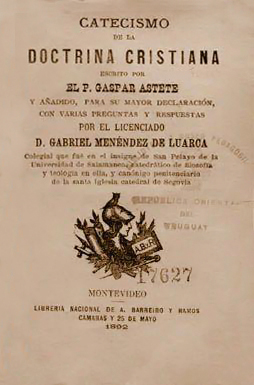 CATECISMO
DE LA
DOCTRINA CRISTIANA
ESCRITO POR
EL P. GASPAR ASTETE
Y AÑADIDO, PARA SU MAYOR DECLARACIÓN,
CON VARIAS PREGUNTAS Y RESPUESTAS
POR EL LICENCIADO
D. GABRIEL MENÉNDEZ DE LUARCA
Colegial que fué en el insigne de San Pelayo de la
Universidad de Salamanca, catedrático de filosofía
y teología en ella, y canónigo penitenciario
de la santa iglesia catedral de Segovia
REPÚBLICA ORIENTAL
DEL
URUGUAY
A.B.yR
17627
MONTEVIDEO
LIBRERÍA NACIONAL DE A. BARREIRO Y RAMOS
CAMARAS Y 25 DE MAYO
1892